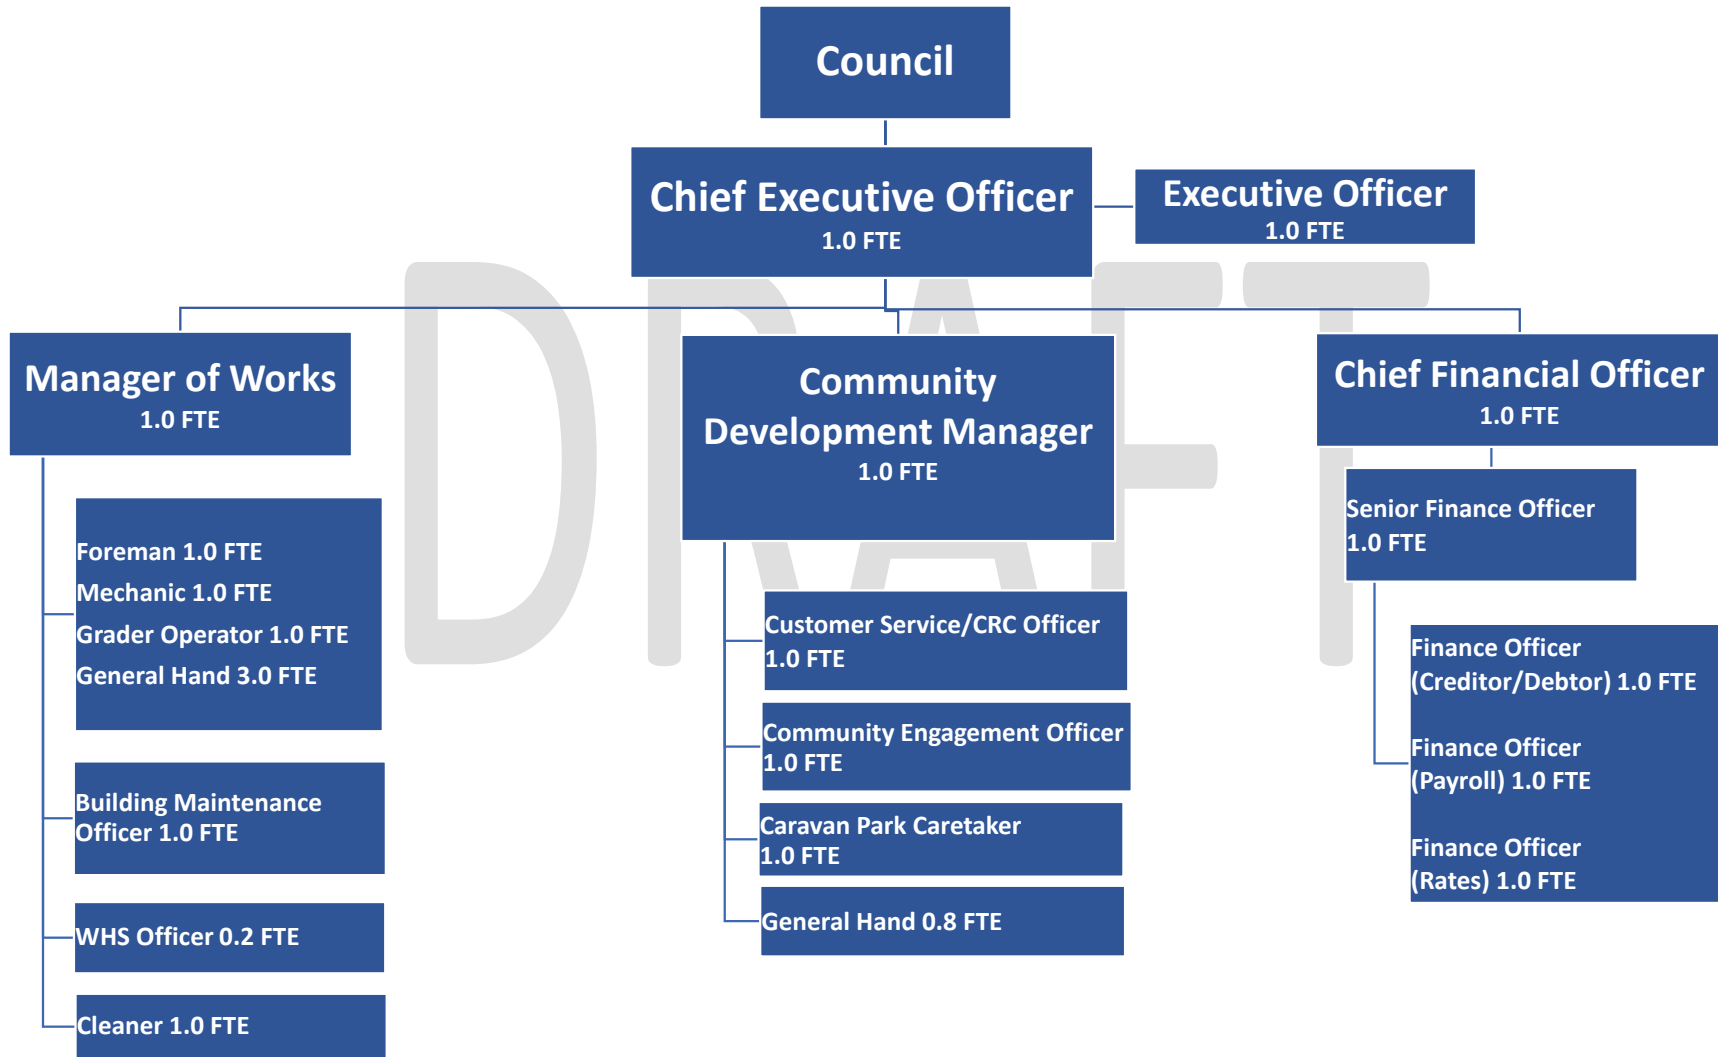 Council
Chief Executive Officer
1.0 FTE
Executive Officer
1.0 FTE
DRAFT
Manager of Works
1.0 FTE
Foreman 1.0 FTE
Mechanic 1.0 FTE
Grader Operator 1.0 FTE
General Hand 3.0 FTE
Building Maintenance
Officer 1.0 FTE
WHS Officer 0.2 FTE
Cleaner 1.0 FTE
Community
Development Manager
1.0 FTE
Customer Service/CRC Officer
1.0 FTE
Community Engagement Officer
1.0 FTE
Caravan Park Caretaker
1.0 FTE
General Hand 0.8 FTE
Chief Financial Officer
1.0 FTE
Senior Finance Officer
1.0 FTE
Finance Officer
(Creditor/Debtor) 1.0 FTE
Finance Officer
(Payroll) 1.0 FTE
Finance Officer
(Rates) 1.0 FTE